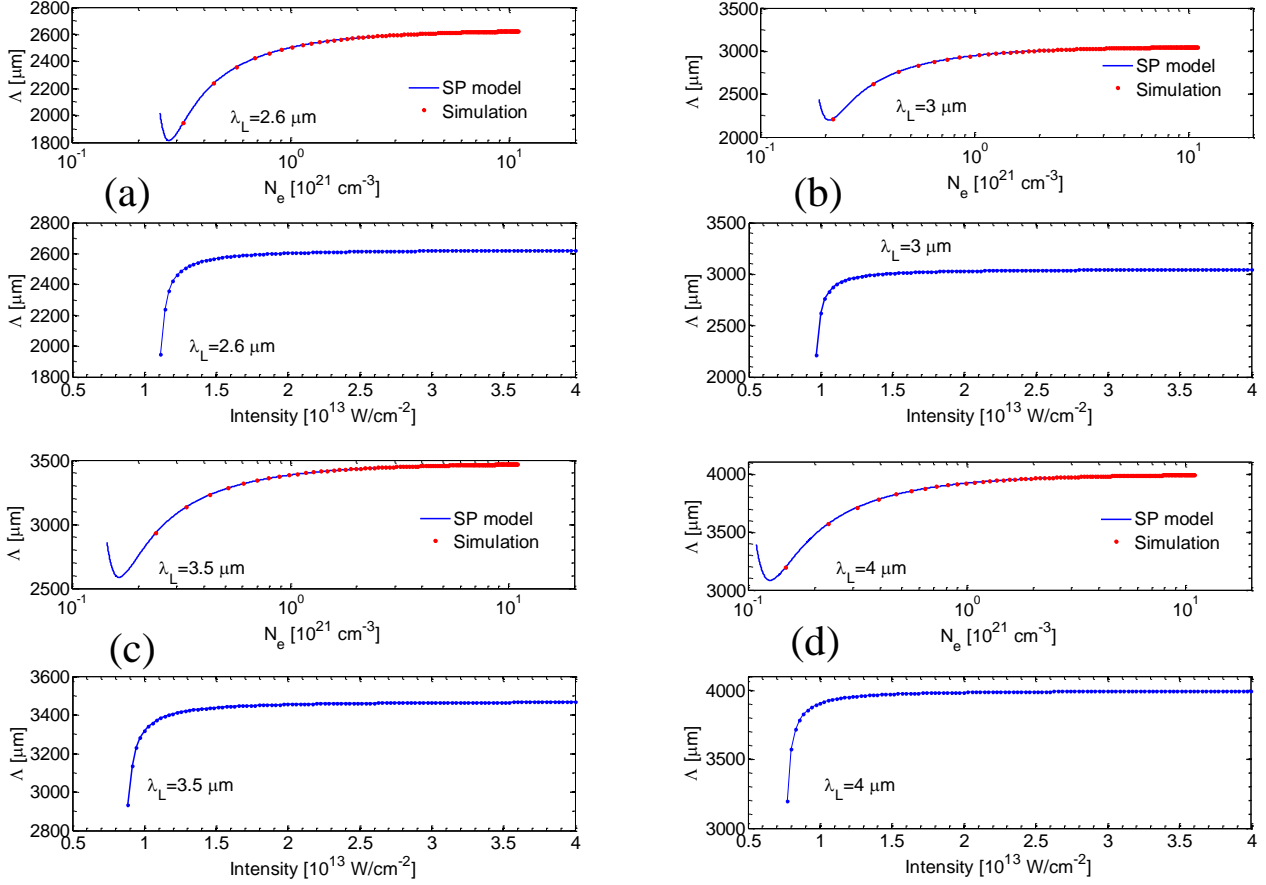 2800
2600
2400
2200
2000
1800
Λ [μm]
SP model
Simulation
λL=2.6 μm
10-1 100 101
Ne [1021 cm-3]
(a)
4000
3500
3000
2500
2000
Λ [μm]
SP model
Simulation
λL=3 μm
10-1 100 101
Ne [1021 cm-3]
(b)
2800
2600
2400
2200
2000
1800
Λ [μm]
λL=2.6 μm
0.5 1 1.5 2 2.5 3 3.5 4
Intensity [1013 W/cm-2]
3500
3000
2500
2000
Λ [μm]
λL=3 μm
0.5 1 1.5 2 2.5 3 3.5 4
Intensity [1013 W/cm-2]
3500
3000
2500
Λ [μm]
SP model
Simulation
λL=3.5 μm
10-1 100 101
Ne [1021 cm-3]
(c)
4000
3500
3000
Λ [μm]
SP model
Simulation
λL=4 μm
10-1 100 101
Ne [1021 cm-3]
(d)
3600
3400
3200
3000
2800
Λ [μm]
λL=3.5 μm
0.5 1 1.5 2 2.5 3 3.5 4
Intensity [1013 W/cm-2]
4000
3500
3000
Λ [μm]
λL=4 μm
0.5 1 1.5 2 2.5 3 3.5 4
Intensity [1013 W/cm-2]